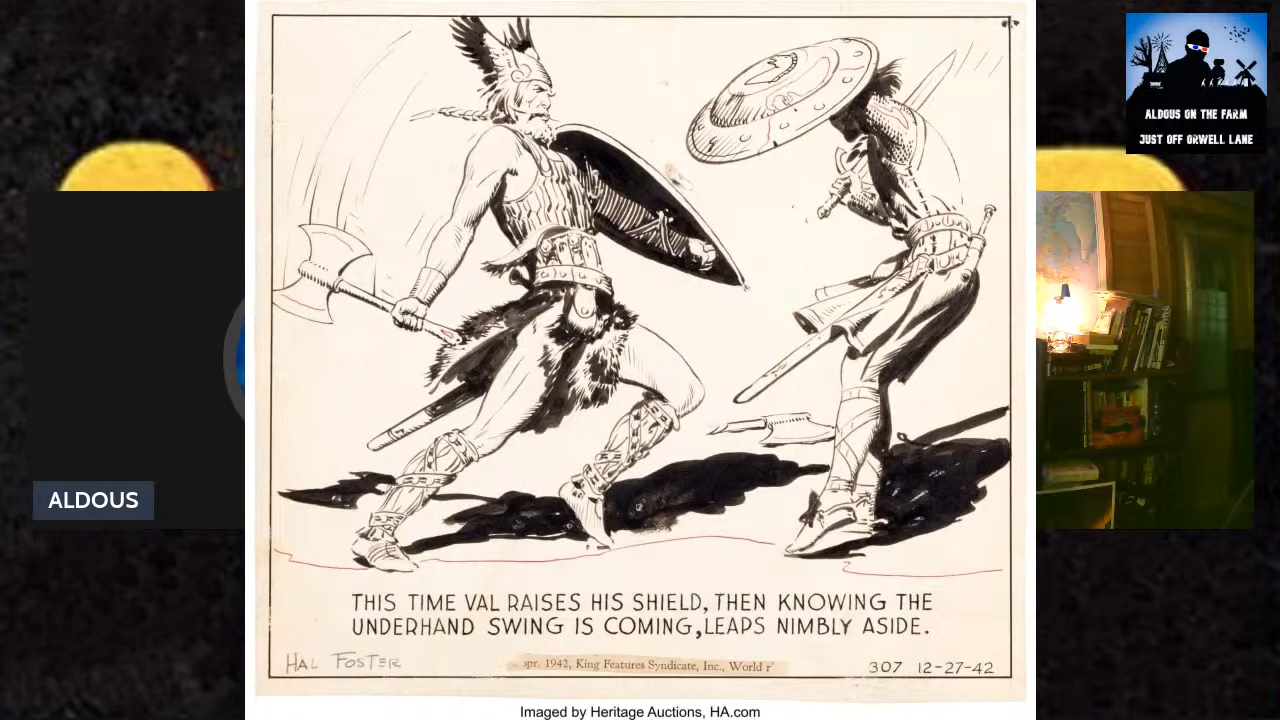 ALDOUS ON THE FARM
JUST OFF ORWELL LANE
ALDOUS
THIS TIME VAL RAISES HIS SHIELD, THEN KNOWING THE
UNDERHAND SWING IS COMING, LEAPS NIMBLY ASIDE.
HAL FOSTER
opr. 1942, King Features Syndicate, Inc., World r
307 12-27-42
Imaged by Heritage Auctions, HA.com